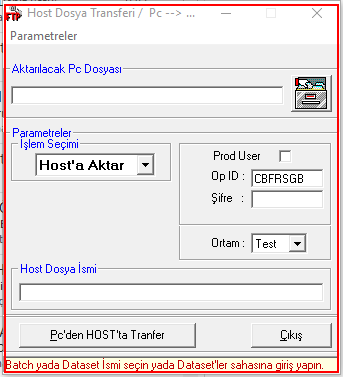 FTP Host Dosya Transferi / Pc --> ...
Parametreler
Aktarılacak Pc Dosyası
Parametreler
İşlem Seçimi
Host'a Aktar
Prod User
Op ID : CBFRSGB
Şifre :
Ortam : Test
Host Dosya İsmi
Pc'den HOST'ta Tranfer
Çıkış
Batch yada Dataset İsmi seçin yada Dataset'ler sahasına giriş yapın.